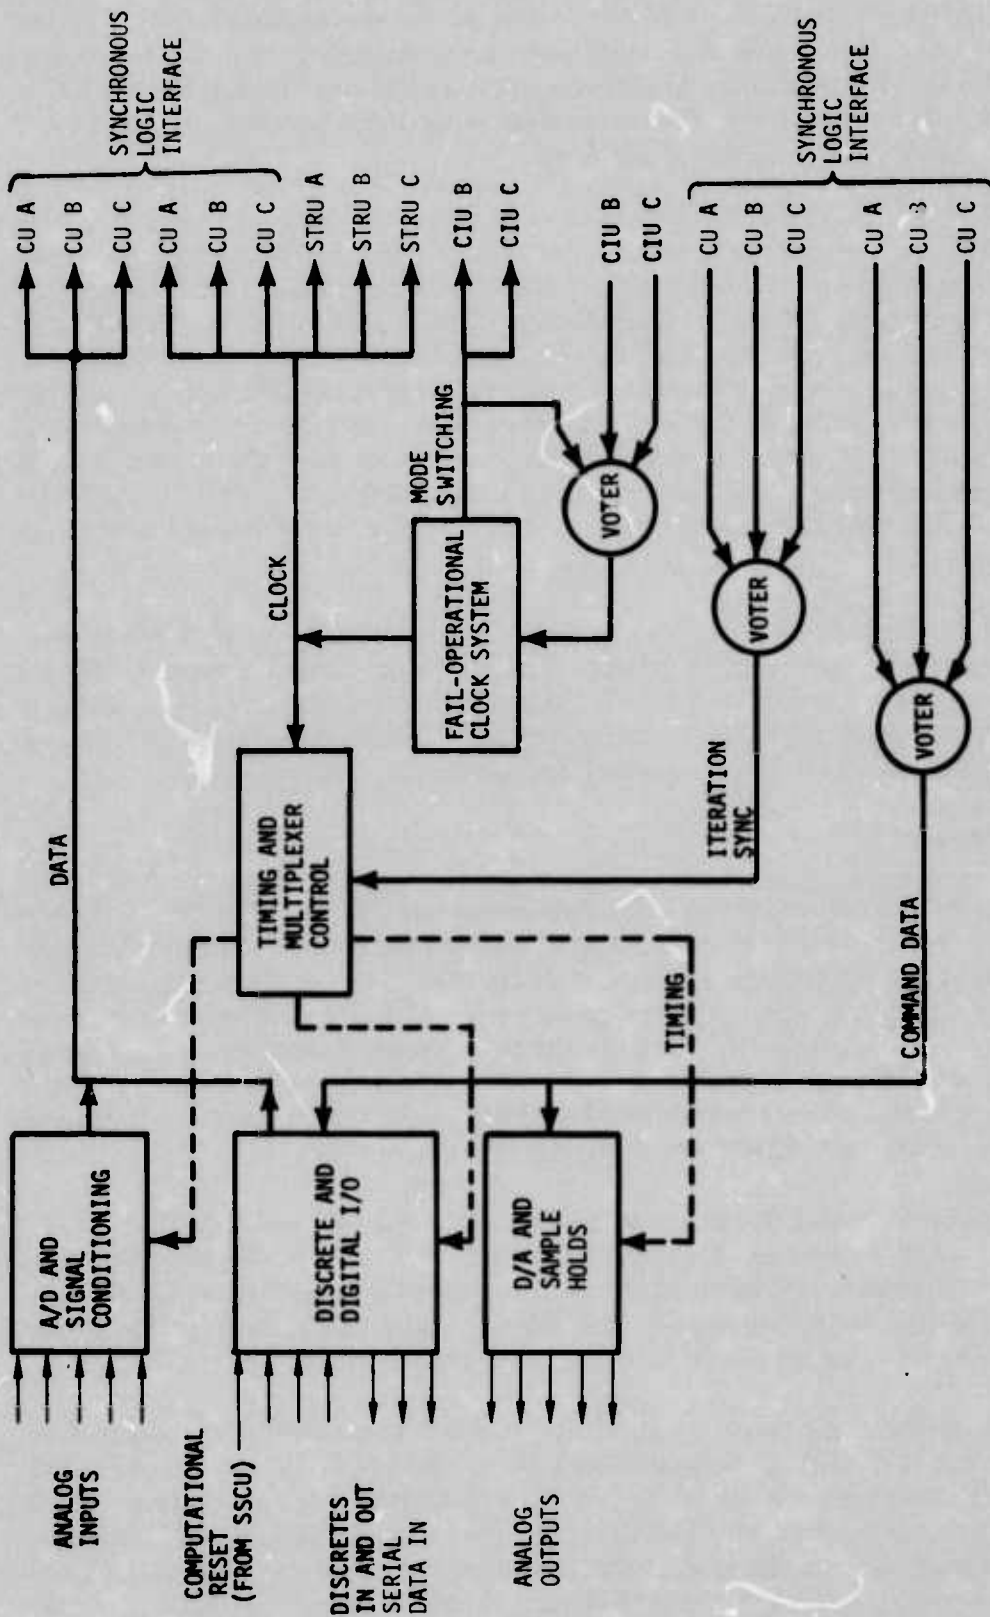 ANALOG
INPUTS
COMPUTATIONAL
RESET
(FROM SSCU)
DISCRETES
IN AND OUT
SERIAL
DATA IN
ANALOG
OUTPUTS
A/D AND
SIGNAL
CONDITIONING
DISCRETE AND
DIGITAL I/O
D/A AND
SAMPLE
HOLDS
DATA
TIMING AND
MULTIPLEXER
CONTROL
TIMING
CLOCK
MODE
SWITCHING
FAIL-OPERATIONAL
CLOCK SYSTEM
VOTER
ITERATION
SYNC
VOTER
COMMAND DATA
VOTER
CU A
CU B
CU C
CU A
CU B
CU C
SYNCHRONOUS
LOGIC
INTERFACE
STRU A
STRU B
STRU C
CIU B
CIU C
CIU B
CIU C
CU A
CU B
CU C
CU A
CU B
CU C
SYNCHRONOUS
LOGIC
INTERFACE